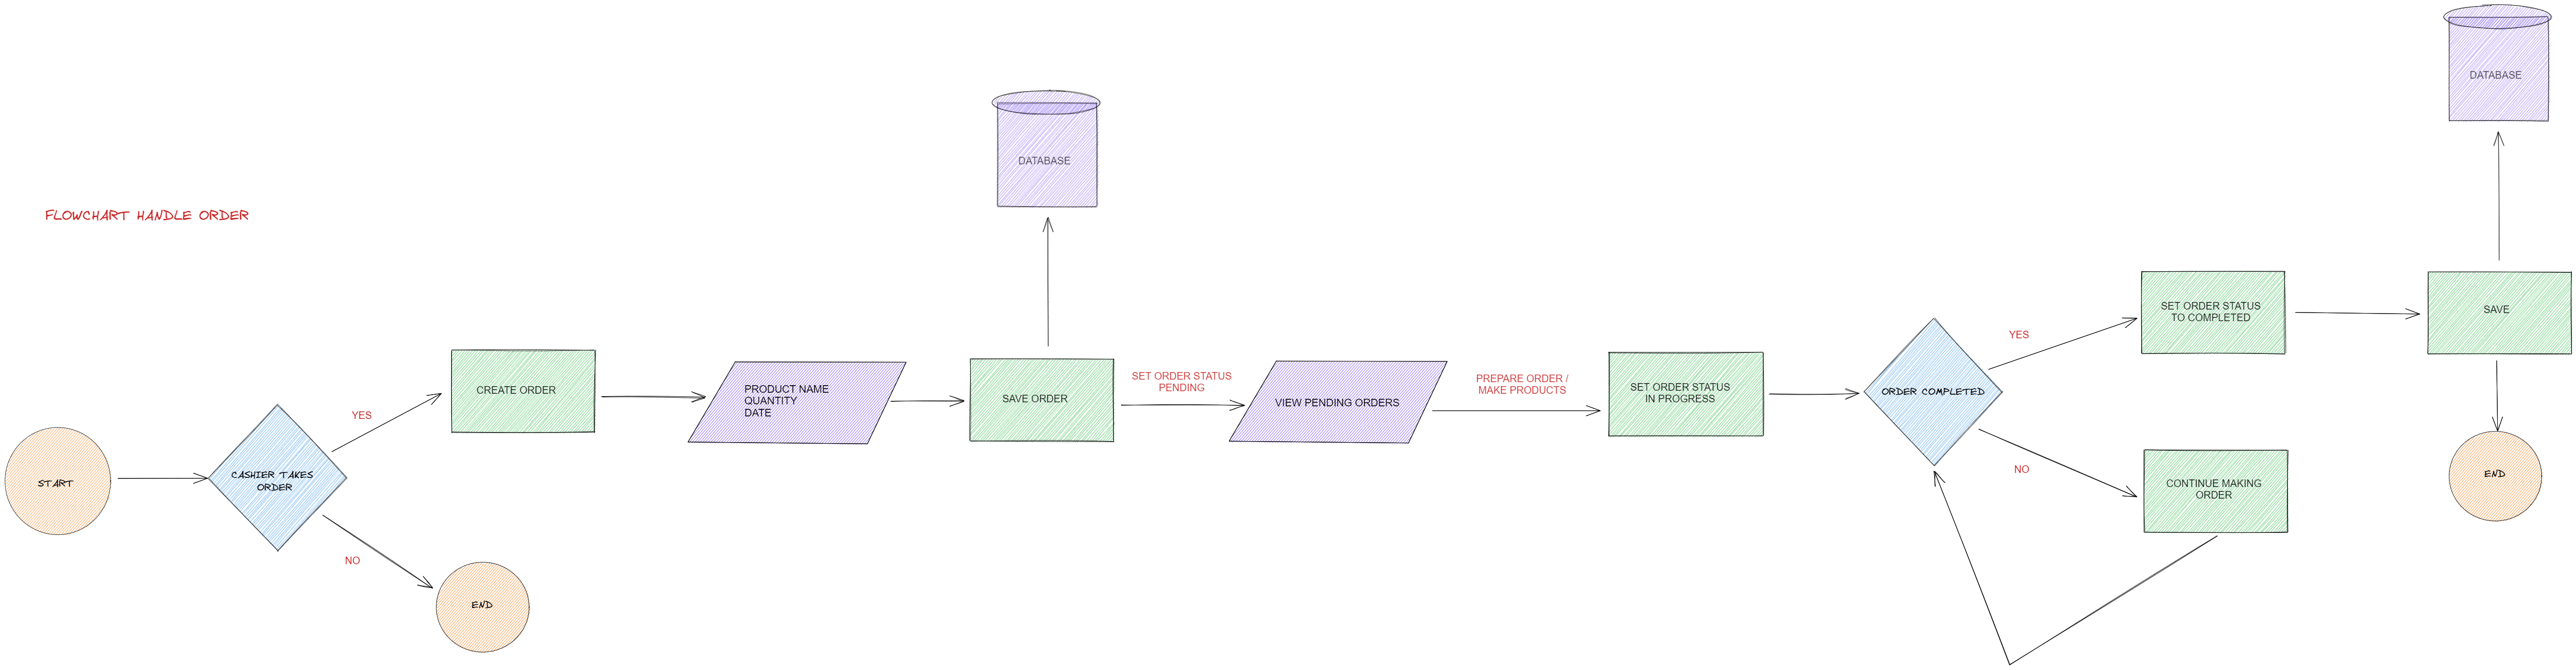 FLOWCHART HANDLE ORDER
START
CASHIER TAKES
ORDER
YES
NO
END
CREATE ORDER
PRODUCT NAME
QUANTITY
DATE
SAVE ORDER
DATABASE
SET ORDER STATUS
PENDING
VIEW PENDING ORDERS
PREPARE ORDER /
MAKE PRODUCTS
SET ORDER STATUS
IN PROGRESS
ORDER COMPLETED
YES
NO
SET ORDER STATUS
TO COMPLETED
CONTINUE MAKING
ORDER
SAVE
DATABASE
END